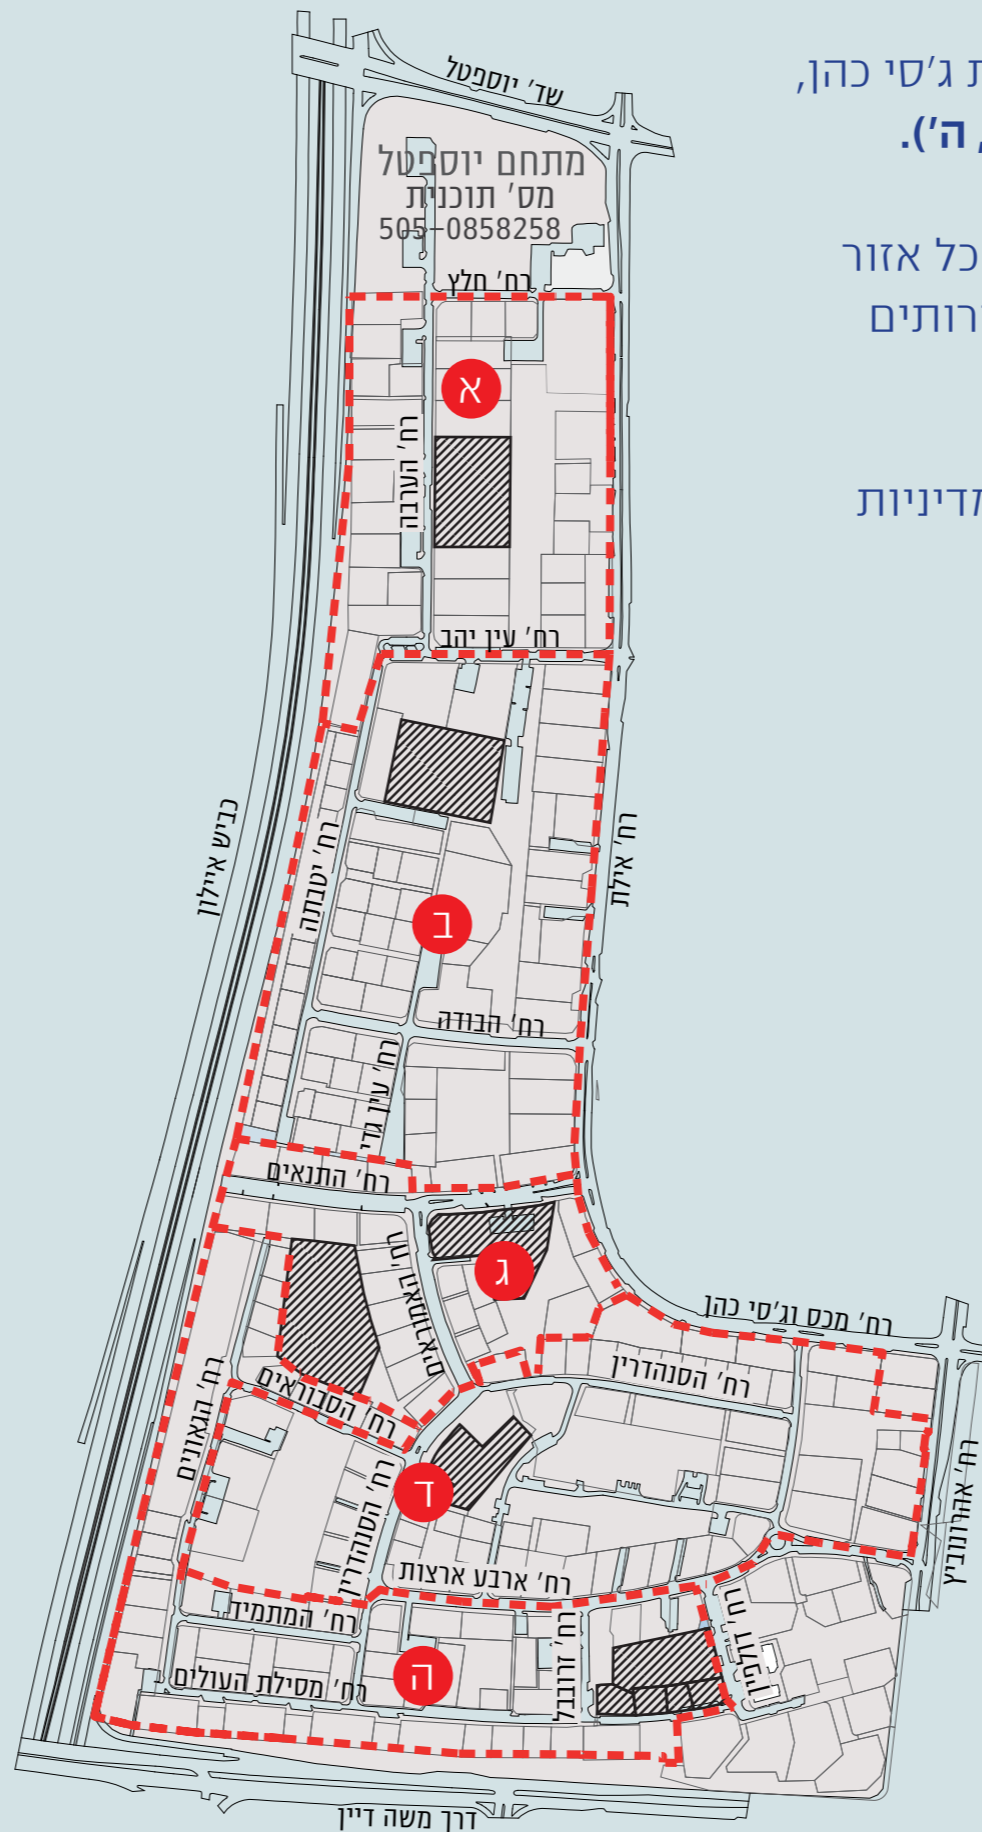 ת ג'סי כהן,
, ה').
כל אזור
רותים
מדיניות
שד' יוספטל
מתחם יוספטל
מס' תוכנית
505-0858258
רח' חלץ
א
רח' הערבה
רח' עין יהב
כביש איילון
רח' יטבתה
רח' אילת
ב
רח' הבודה
רח' עין גדי
רח' התנאים
רח' האמוראים
ג
רח' מכס וג'סי כהן
רח' הסנהדרין
רח' הגאונים
רח' הסבוראים
רח' אהרונוביץ
ד
רח' הסנהדרין
רח' ארבע ארצות
רח' המתמיד
רח' זרובבל
רח' דולפין
ה
רח' מסילת העולים
דרך משה דיין